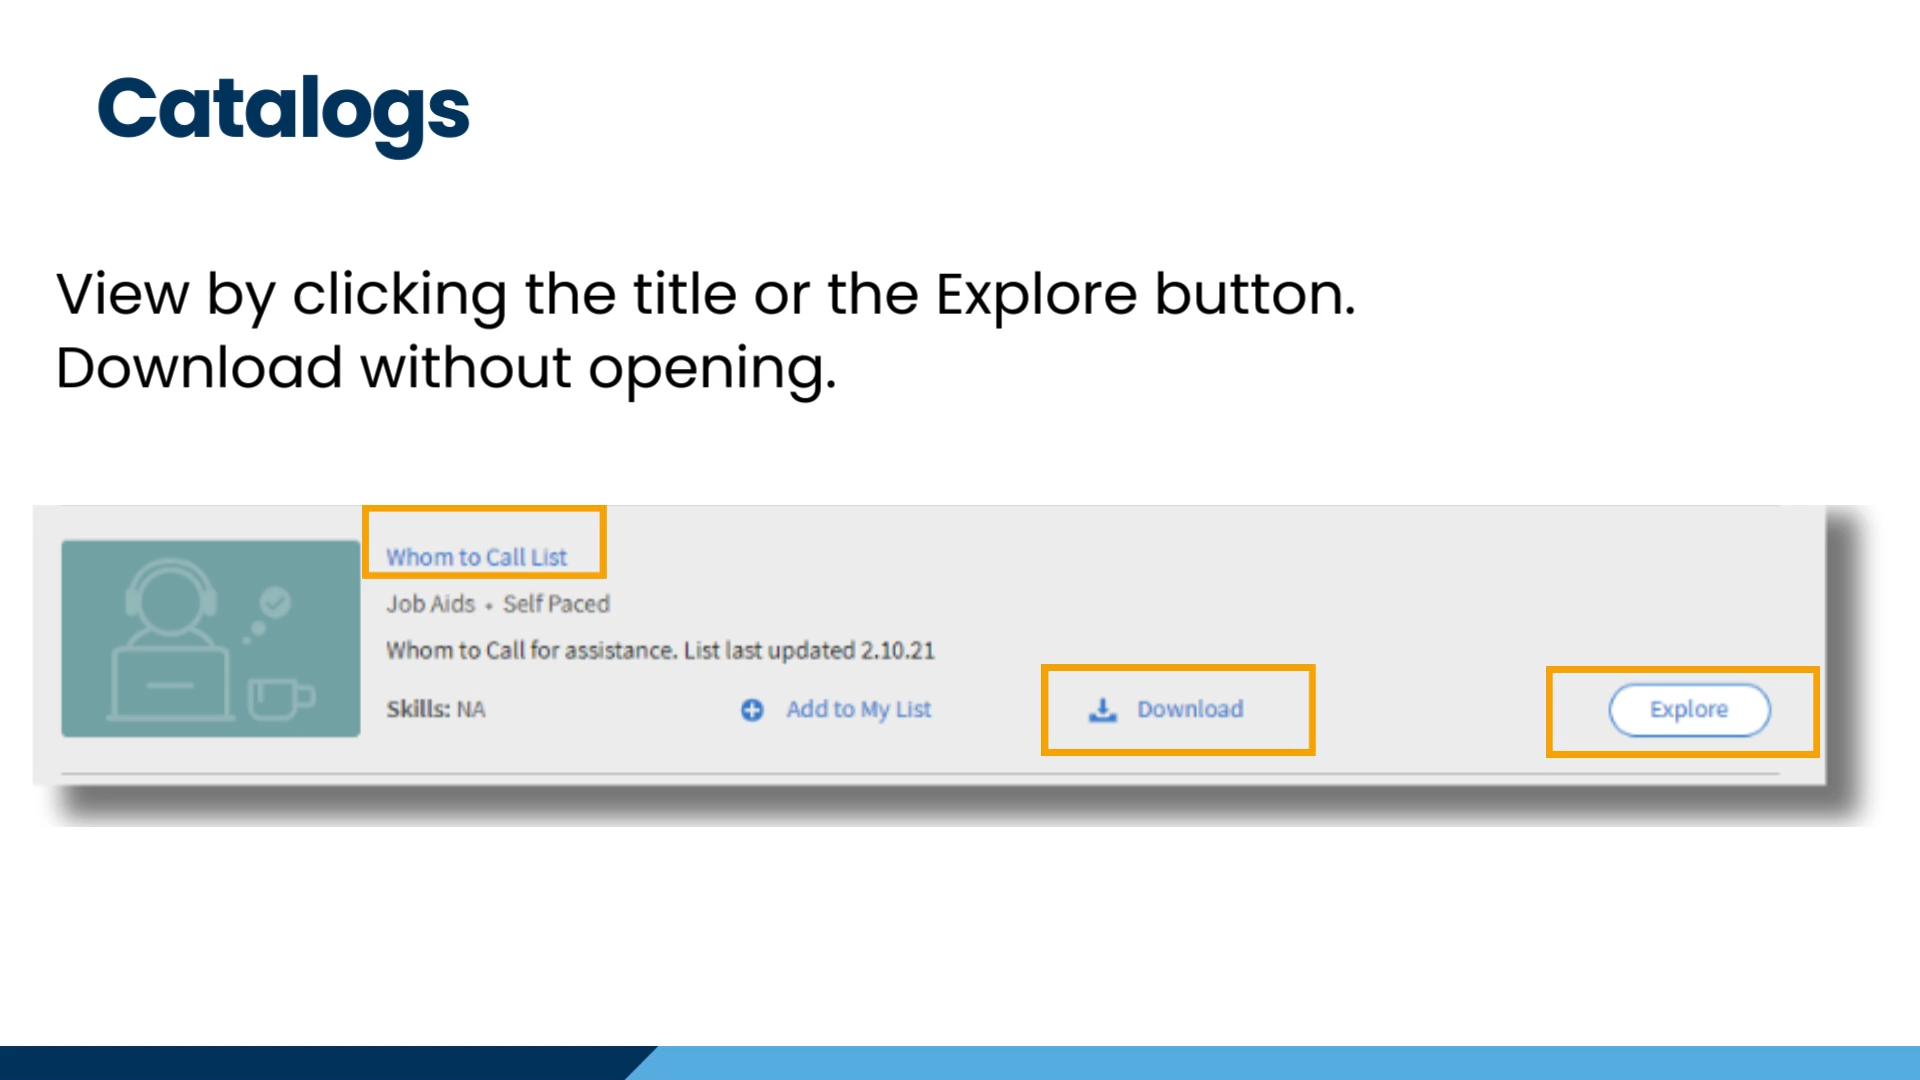 Catalogs
View by clicking the title or the Explore button.
Download without opening.
Whom to Call List
Job Aids • Self Paced
Whom to Call for assistance. List last updated 2.10.21
Skills: NA
Add to My List
Download
Explore